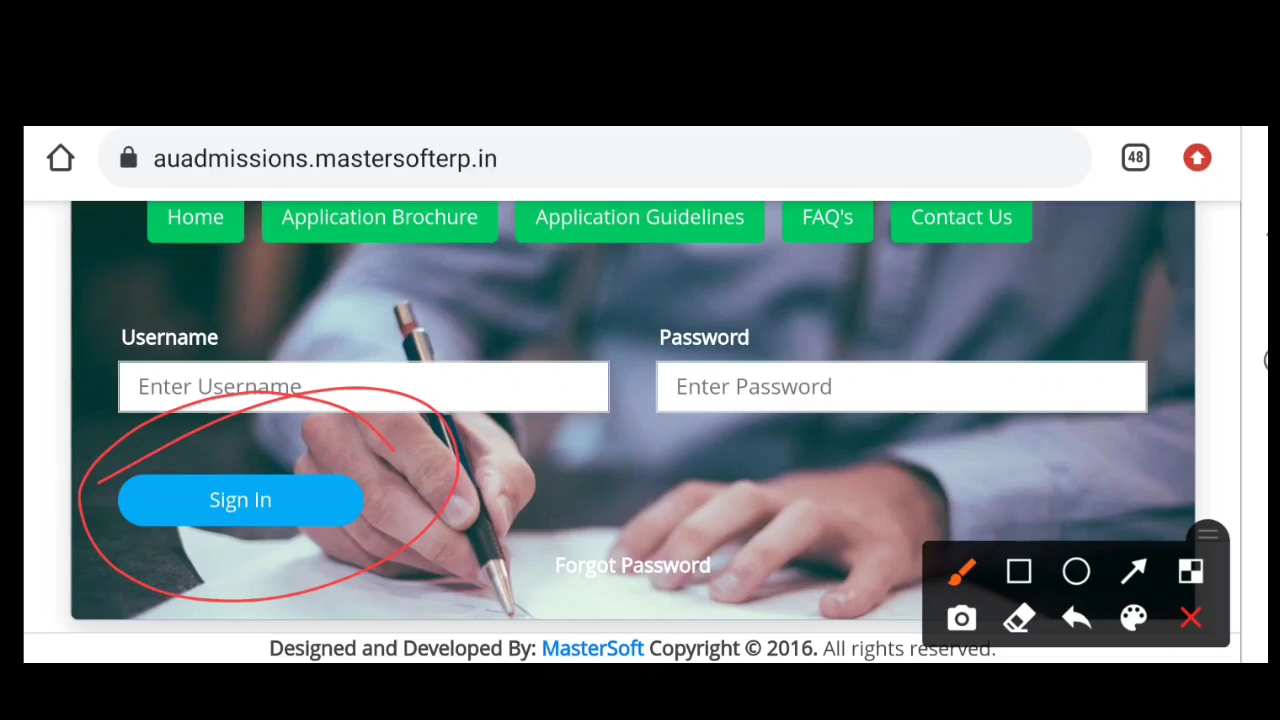 auadmissions.mastersofterp.in 48
Home Application Brochure Application Guidelines FAQ's Contact Us
Username Password
Enter Username Enter Password
Sign In
Forgot Password
Designed and Developed By: MasterSoft Copyright © 2016. All rights reserved.